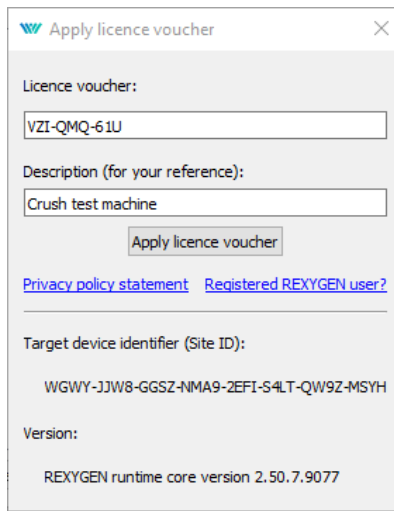 Apply licence voucher
Licence voucher:
VZI-QMQ-61U
Description (for your reference):
Crush test machine
Apply licence voucher
Privacy policy statement Registered REXYGEN user?
Target device identifier (Site ID):
WGWY-JJW8-GGSZ-NMA9-2EFI-S4LT-QW9Z-MSYH
Version:
REXYGEN runtime core version 2.50.7.9077